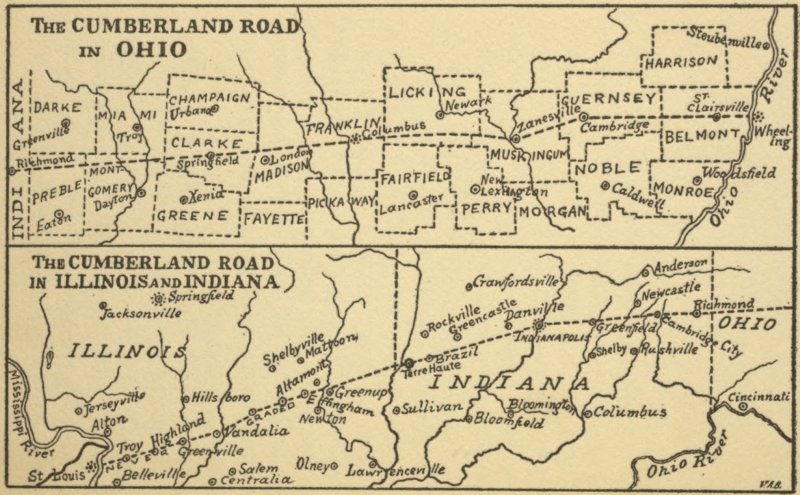 THE CUMBERLAND ROAD
IN OHIO
Steubenville
HARRISON
River
INDIANA
DARKE
Greenville
MIAMI
Troy
CHAMPAIGN
Urbana
CLARKE
Springfield
FRANKLIN
Columbus
LICKING
Newark
Zanesville
GUERNSEY
Cambridge
ST. Clairsville
BELMONT
Wheeling
Richmond
MONTGOMERY
Dayton
London
MADISON
MUSKINGUM
NOBLE
Caldwell
MONROE
Woodsfield
PREBLE
Eaton
Xenia
GREENE
FAYETTE
PICKAWAY
FAIRFIELD
Lancaster
New Lexington
PERRY
MORGAN
Ohio
THE CUMBERLAND ROAD
IN ILLINOIS AND INDIANA
Springfield
Jacksonville
ILLINOIS
Crawfordsville
Anderson
Newcastle
Richmond
OHIO
Rockville
Greencastle
Danville
INDIANAPOLIS
Greenfield
Cambridge City
Shelby
Rushville
Shelbyville
Mattoon
Altamont
Brazil
Terre Haute
INDIANA
Mississippi River
Jerseyville
Alton
Hillsboro
GRADED
Effingham
Greenup
Newton
Sullivan
Bloomington
Bloomfield
Columbus
Cincinnati
Troy
Highland
Greenville
Vandalia
NEVER
St. Louis
Belleville
Salem
Centralia
Olney
Lawrenceville
Ohio River